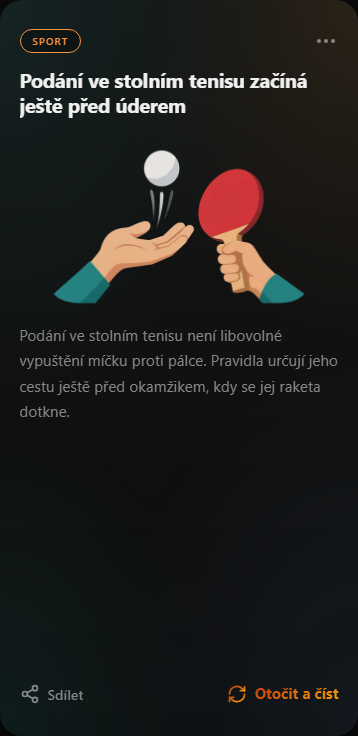 SPORT
Podání ve stolním tenisu začíná
ještě před úderem
Podání ve stolním tenisu není libovolné
vypuštění míčku proti pálce. Pravidla určují jeho
cestu ještě před okamžikem, kdy se jej raketa
dotkne.
Sdílet
Otočit a číst